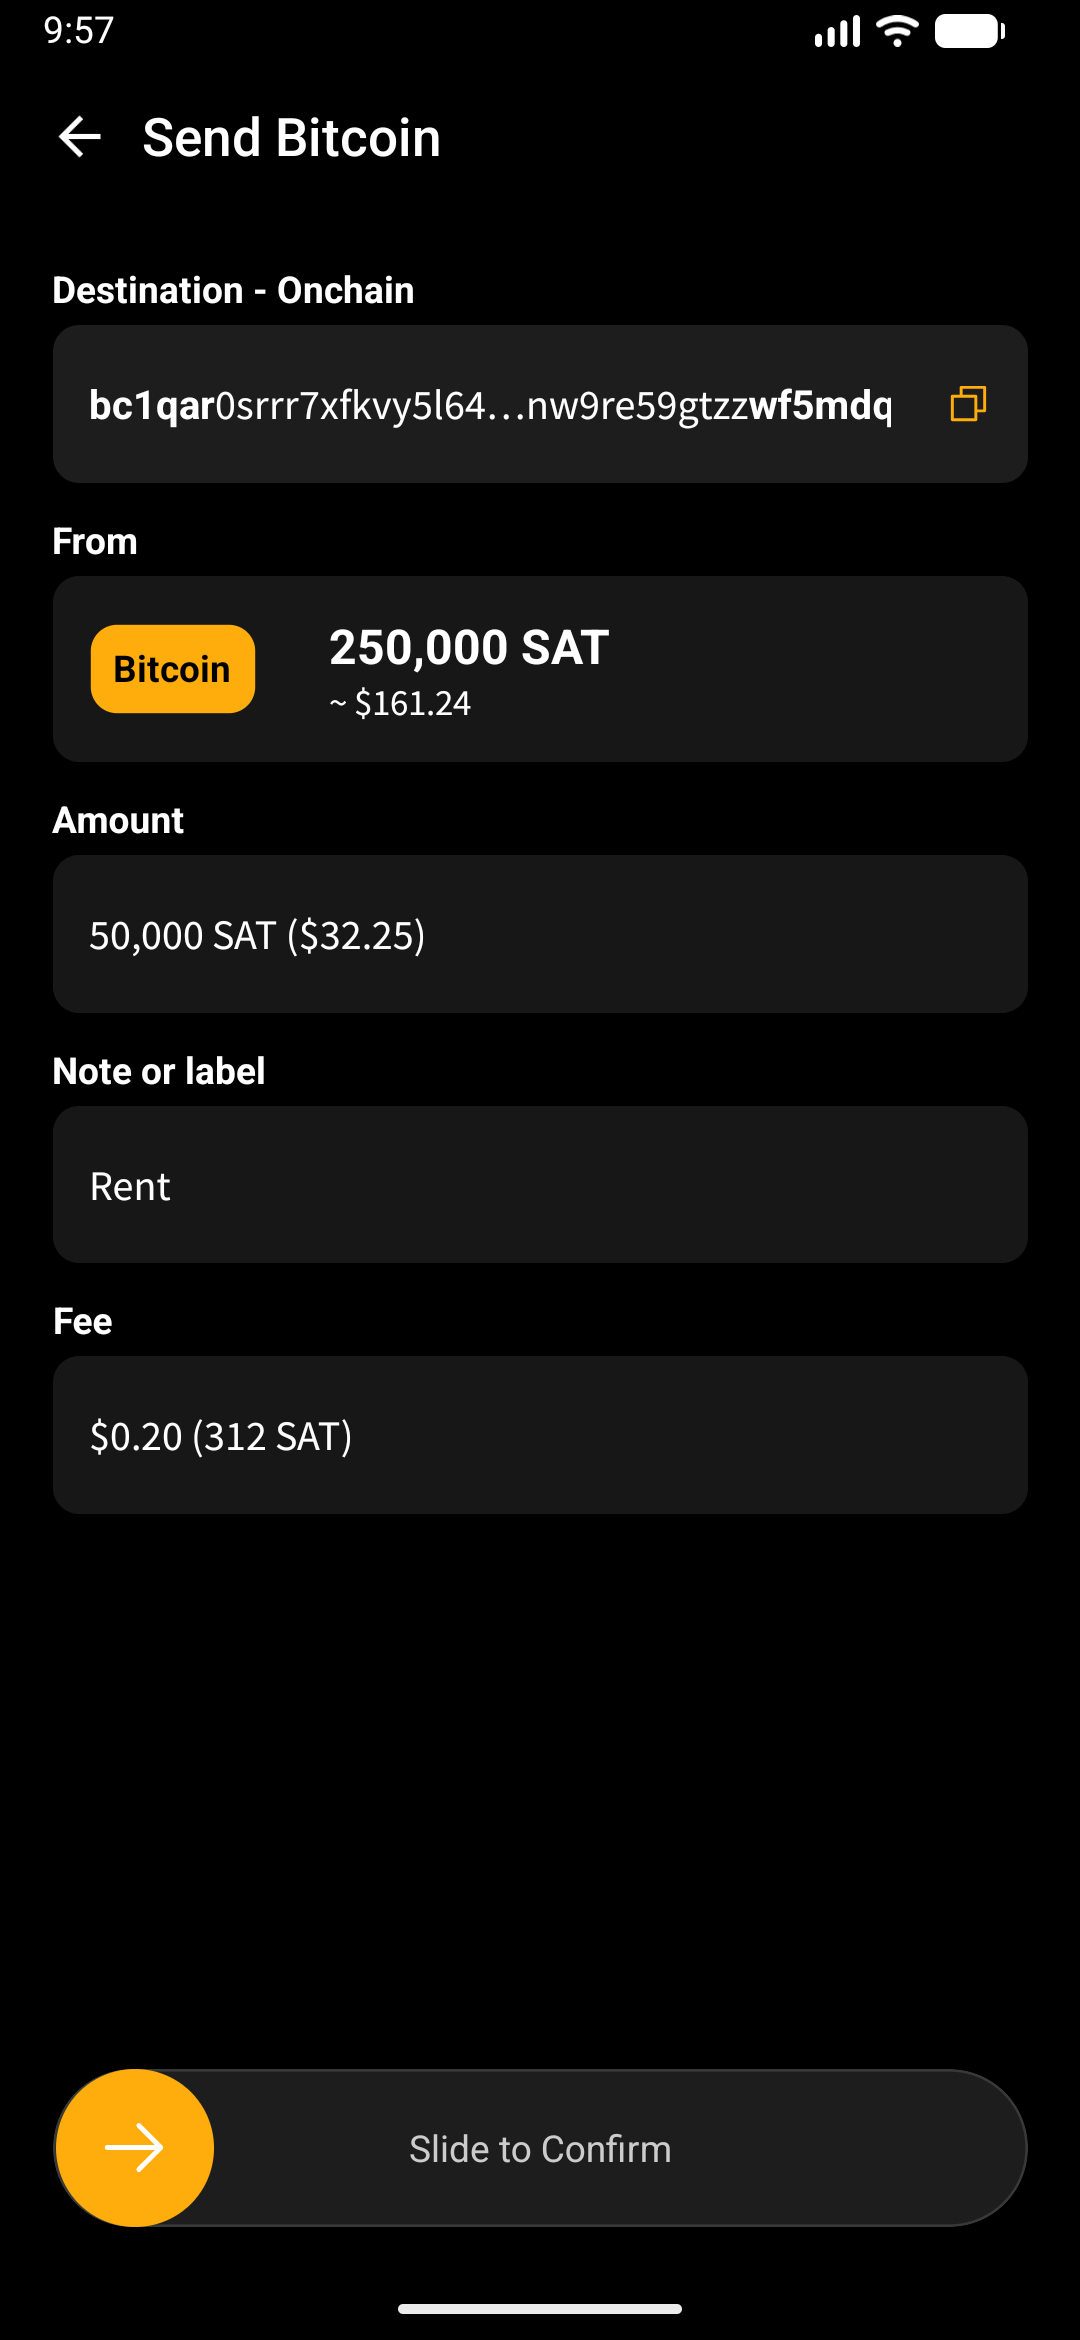 9:57
Send Bitcoin
Destination - Onchain
bc1qar0srrr7xfkvy5l64...nw9re59gtzzwf5mdq
From
Bitcoin
250,000 SAT
~ $161.24
Amount
50,000 SAT ($32.25)
Note or label
Rent
Fee
$0.20 (312 SAT)
Slide to Confirm